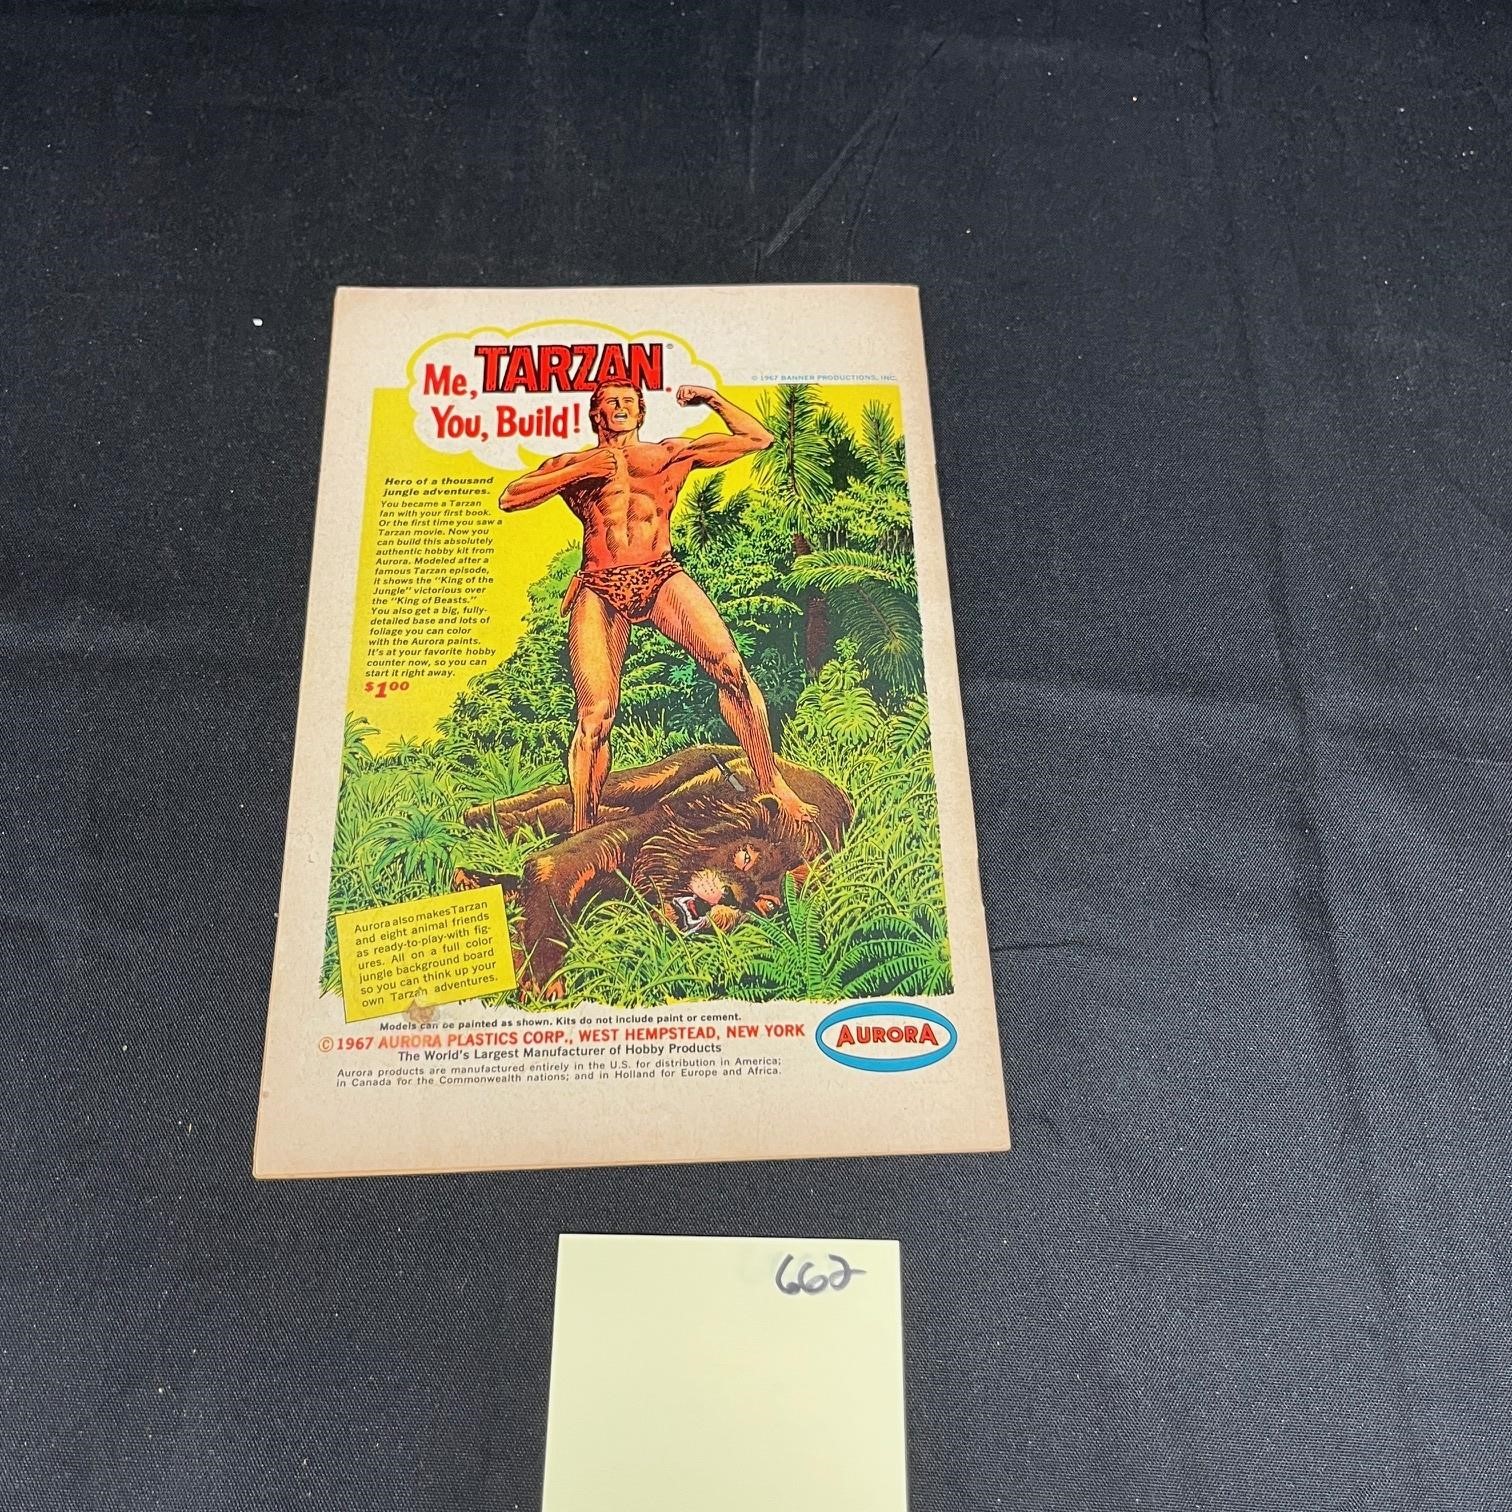 Me, TARZAN®.
You, Build!
© 1967 BANNER PRODUCTIONS, INC.
Hero of a thousand
jungle adventures.
You became a Tarzan
fan with your first book.
Or the first time you saw a
Tarzan movie. Now you
can build this absolutely
authentic hobby kit from
Aurora. Modeled after a
famous Tarzan episode,
it shows the "King of the
Jungle" victorious over
the "King of Beasts."
You also get a big, fully-
detailed base and lots of
foliage you can color
with the Aurora paints.
It's at your favorite hobby
counter now, so you can
start it right away.
$1 00
Aurora also makes Tarzan
and eight animal friends
as ready-to-play-with fig-
ures. All on a full color
jungle background board
so you can think up your
own Tarzan adventures.
Models can be painted as shown. Kits do not include paint or cement.
© 1967 AURORA PLASTICS CORP., WEST HEMPSTEAD, NEW YORK
The World's Largest Manufacturer of Hobby Products
Aurora products are manufactured entirely in the U.S. for distribution in America;
in Canada for the Commonwealth nations; and in Holland for Europe and Africa.
AURORA
662